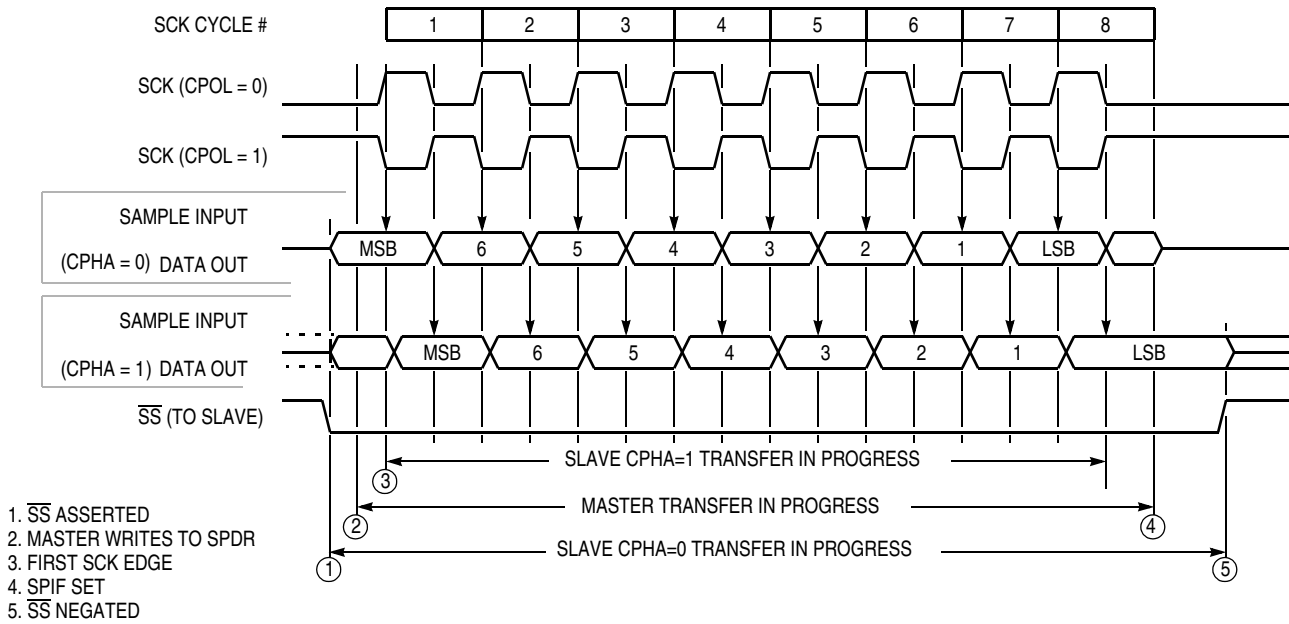 SCK CYCLE # 1 2 3 4 5 6 7 8
SCK (CPOL = 0)
SCK (CPOL = 1)
SAMPLE INPUT
(CPHA = 0) DATA OUT MSB 6 5 4 3 2 1 LSB
SAMPLE INPUT
(CPHA = 1) DATA OUT MSB 6 5 4 3 2 1 LSB
SS (TO SLAVE)
3 SLAVE CPHA=1 TRANSFER IN PROGRESS
2 MASTER TRANSFER IN PROGRESS 4
1 SLAVE CPHA=0 TRANSFER IN PROGRESS 5
1. SS ASSERTED
2. MASTER WRITES TO SPDR
3. FIRST SCK EDGE
4. SPIF SET
5. SS NEGATED